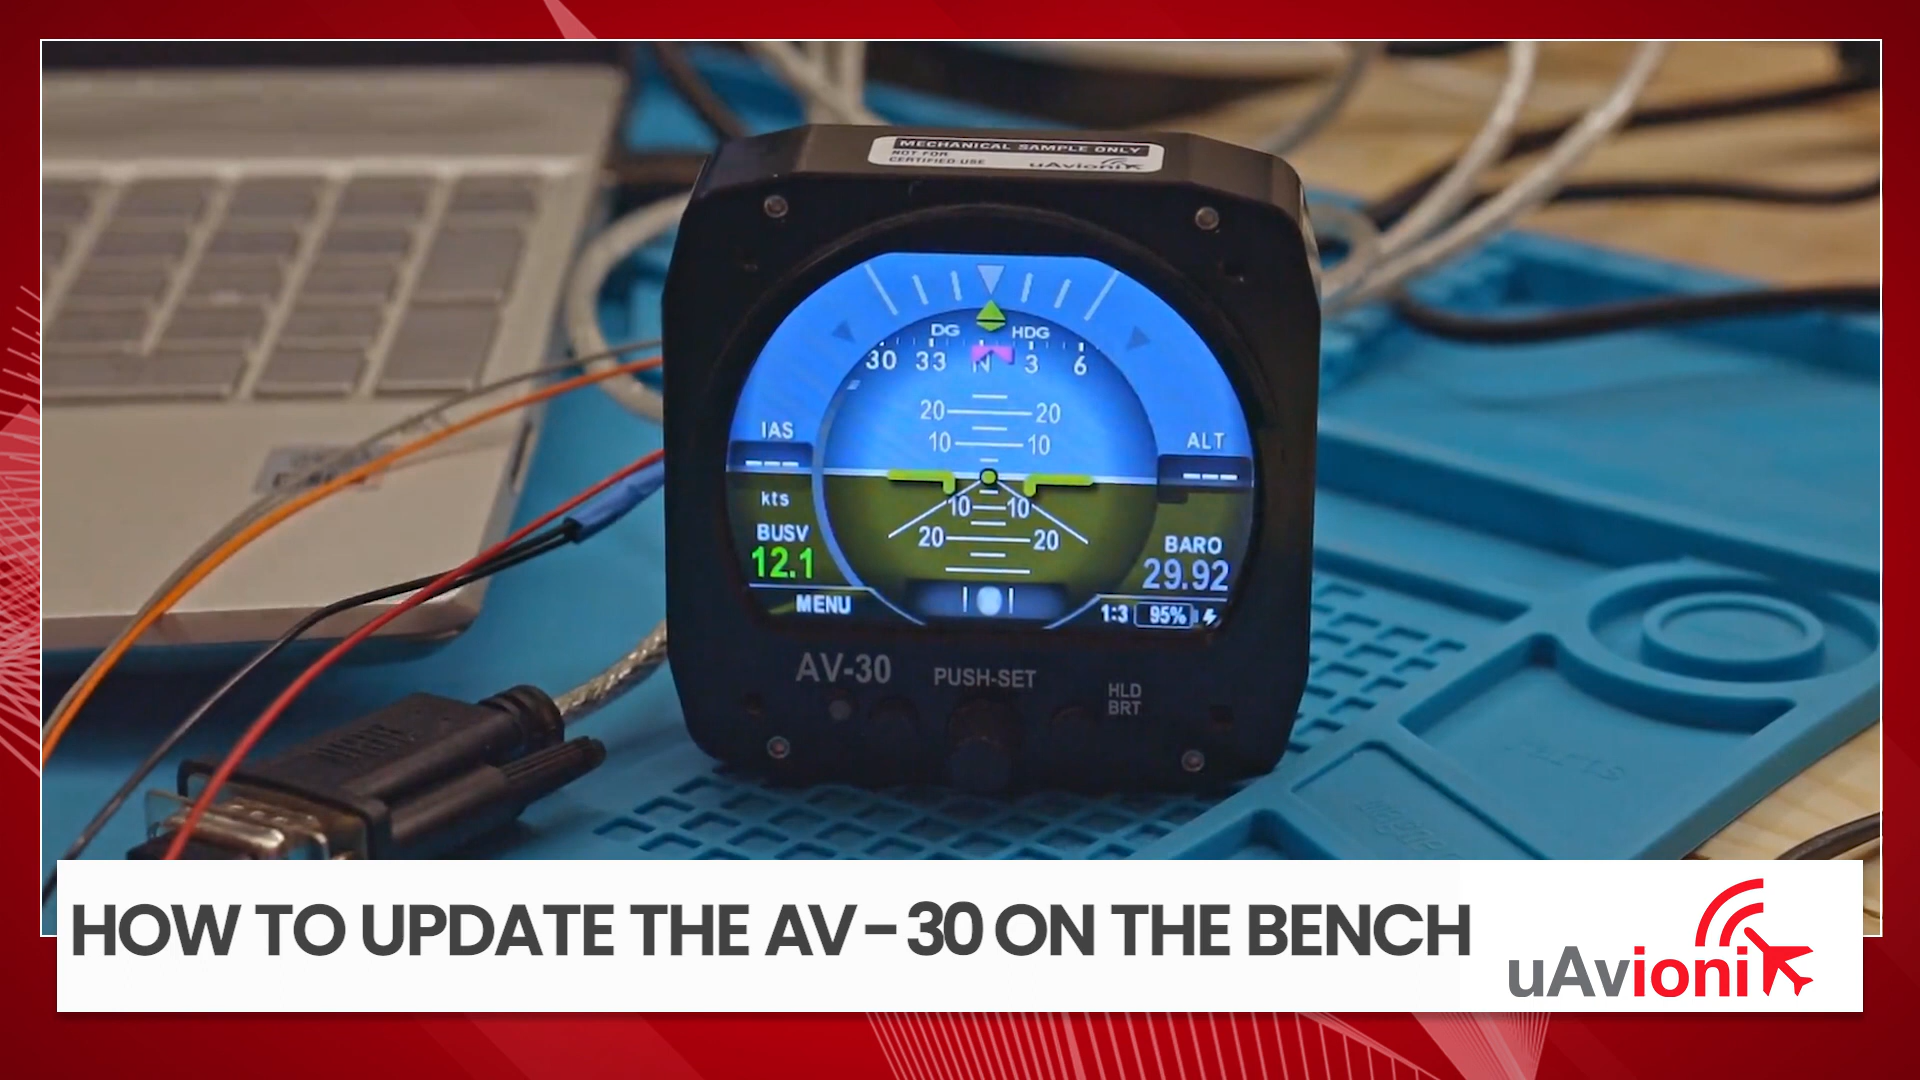 MECHANICAL SAMPLE ONLY
NOT FOR
CERTIFIED USE
uAvionix
DG HDG
30 33 N 3 6
20 20
10 10
IAS
---
ALT
---
kts
10 10
20 20
BUSV
12.1
BARO
29.92
MENU
1:3 95%
AV-30
PUSH-SET
HLD
BRT
HOW TO UPDATE THE AV-30 ON THE BENCH
uAvionix